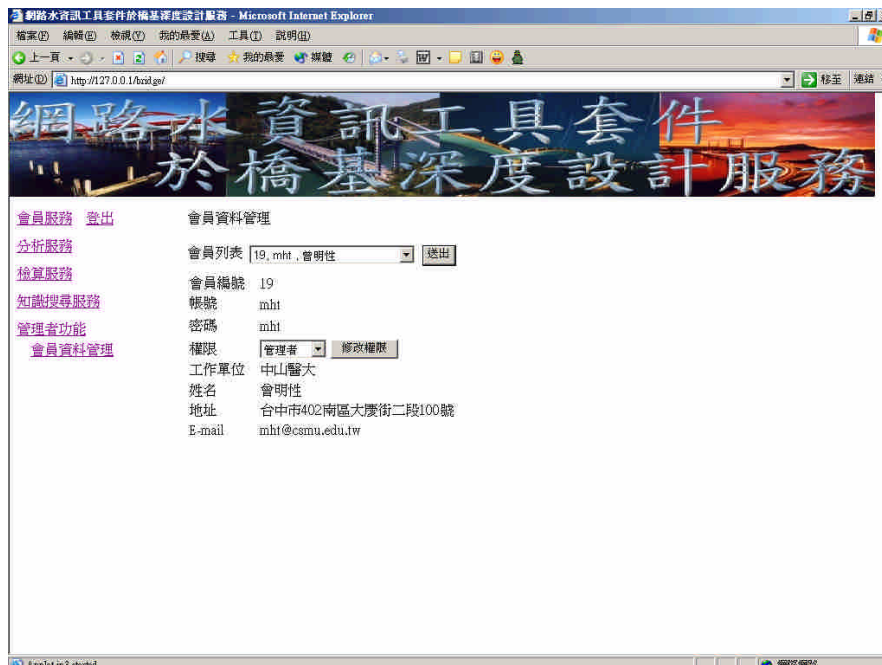 網路水資訊工具套件於橋基深度設計服務 - Microsoft Internet Explorer
檔案(F) 編輯(E) 檢視(V) 我的最愛(A) 工具(T) 說明(H)
上一頁 搜尋 我的最愛 媒體
網址(D) http://127.0.0.1/bridge/ 移至 連結
網路水資訊工具套件
於橋基深度設計服務
會員服務 登出
分析服務
檢算服務
知識搜尋服務
管理者功能
會員資料管理
會員資料管理
會員列表 19, mht , 曾明性 送出
會員編號 19
帳號 mht
密碼 mht
權限 管理者 修改權限
工作單位 中山醫大
姓名 曾明性
地址 台中市402南區大慶街二段100號
E-mail mht@csmu.edu.tw